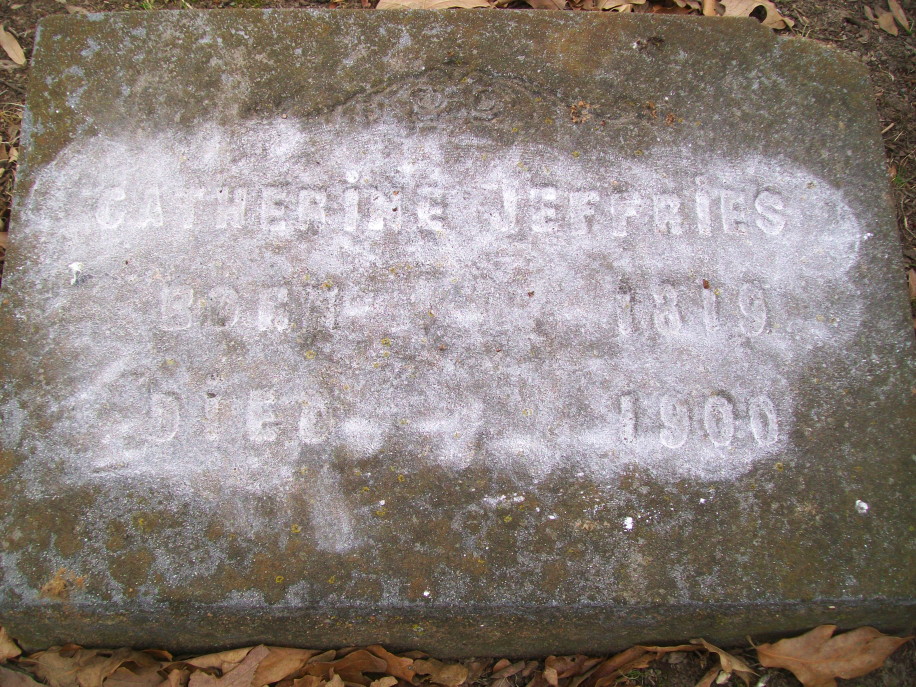 CATHERINE JEFFRIES
BORN 1819
DIED 1900